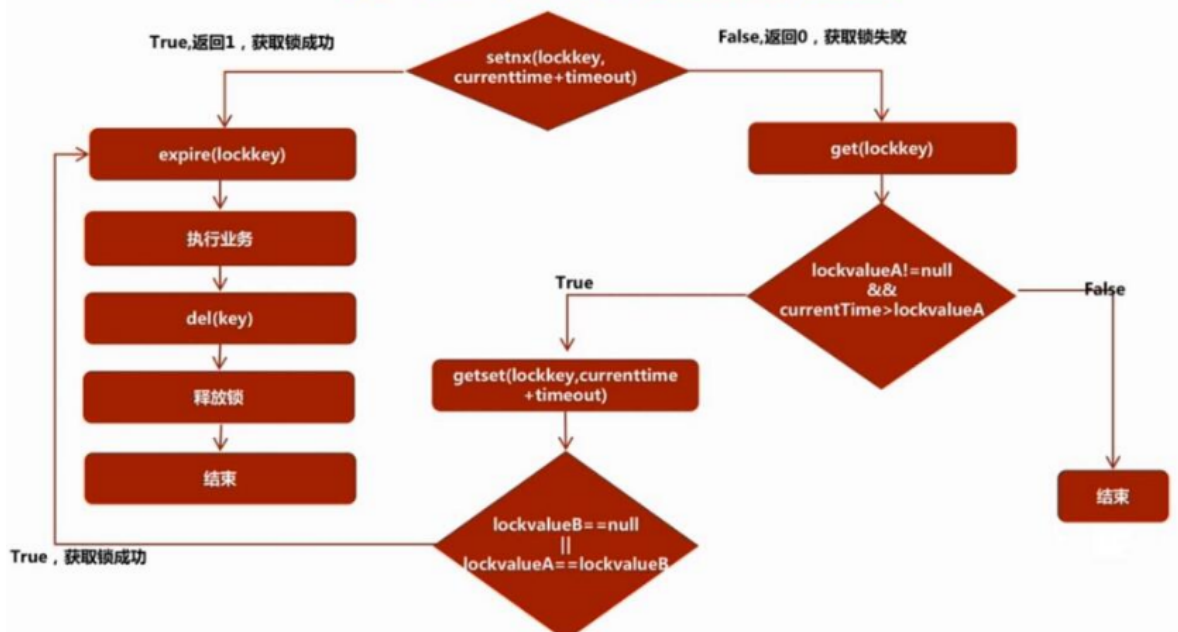 True,返回1，获取锁成功
False,返回0，获取锁失败
setnx(lockkey,
currenttime+timeout)
expire(lockkey)
get(lockkey)
执行业务
lockvalueA!=null
&&
currentTime>lockvalueA
True
False
del(key)
getset(lockkey,currenttime
+timeout)
释放锁
结束
结束
lockvalueB==null
||
lockvalueA==lockvalueB
True，获取锁成功